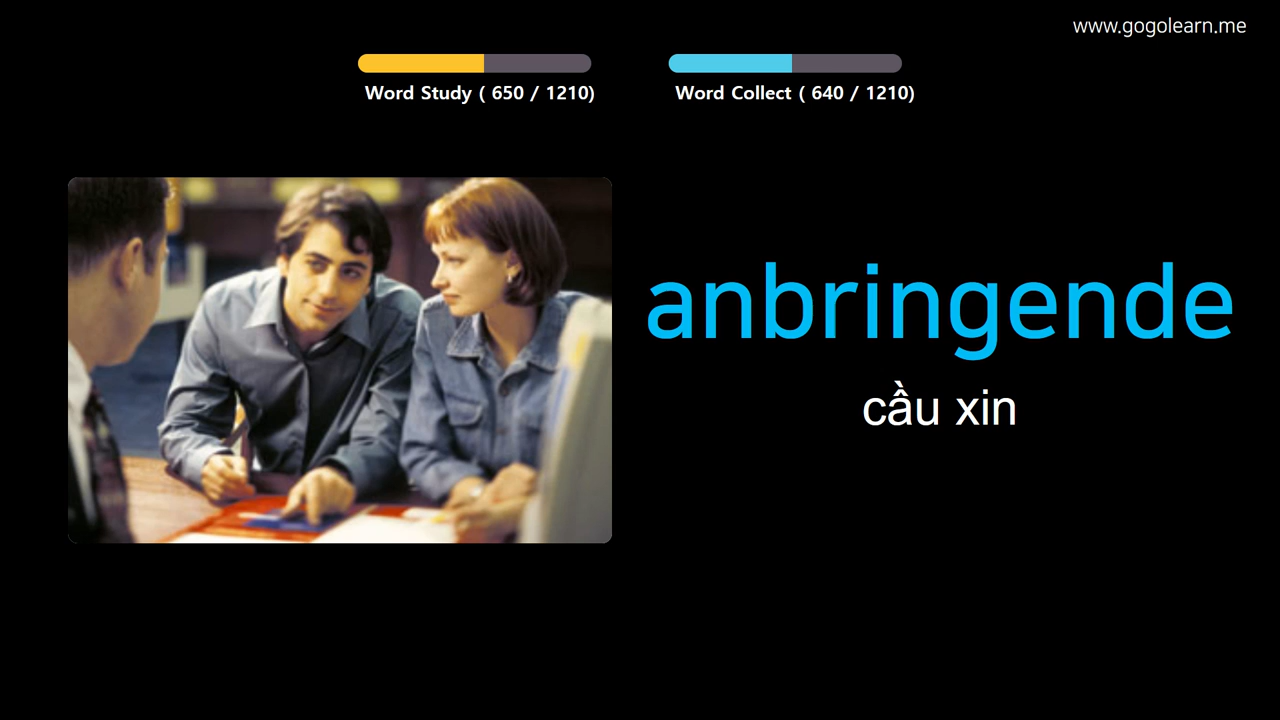 www.gogolearn.me
Word Study ( 650 / 1210)
Word Collect ( 640 / 1210)
anbringende
cầu xin